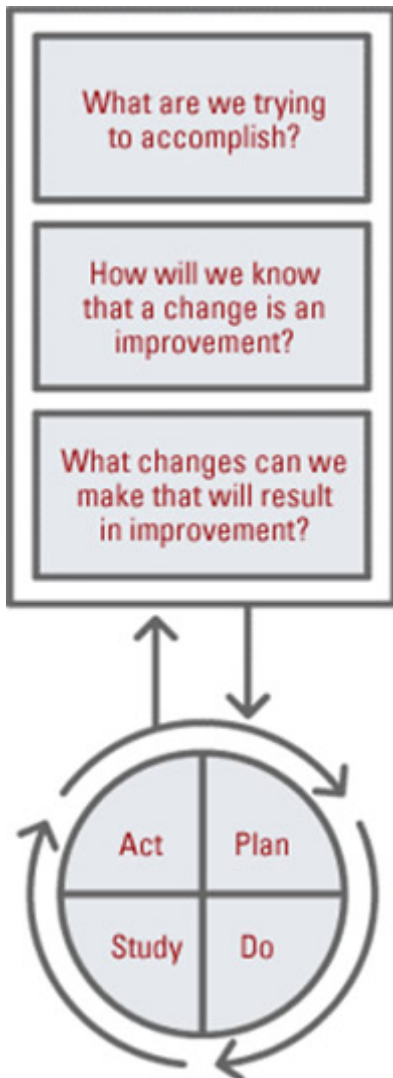 What are we trying
to accomplish?
How will we know
that a change is an
improvement?
What changes can we
make that will result
in improvement?
Act
Plan
Study
Do